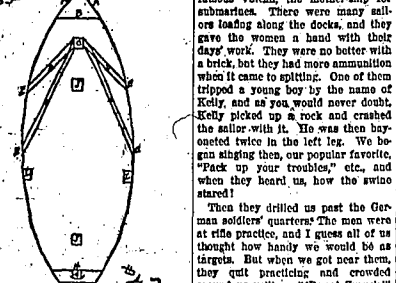 submarines. There were many sail-
ors loafing along the docks, and they
gave the women a hand with their
days' work. They were no better with
a brick, but they had more ammunition
when it came to spitting. One of them
tripped a young boy by the name of
Kelly, and as you would never doubt,
Kelly picked up a rock and crashed
the sailor with it. He was then bay-
oneted twice in the left leg. We be-
gan singing then, our popular favorite,
"Pack up your troubles," etc., and
when they heard us, how the swine
stared!
Then they drilled us past the Ger-
man soldiers' quarters. The men were
at rifle practice, and I guess all of us
thought how handy we would be as
targets. But when we got near them,
they quit practicing and crowded